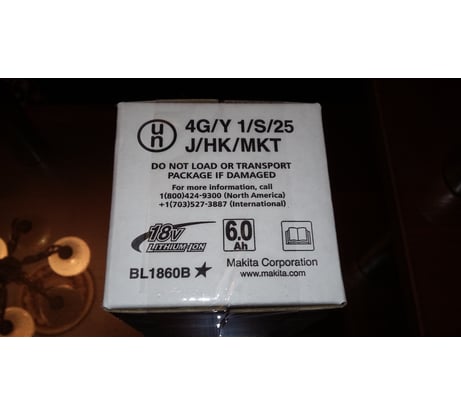 un
4G/Y 1/S/25
J/HK/MKT
DO NOT LOAD OR TRANSPORT
PACKAGE IF DAMAGED
For more information, call
1(800)424-9300 (North America)
+1(703)527-3887 (International)
18V
LITHIUM-ION
6.0
Ah
BL1860B★
Makita Corporation
www.makita.com